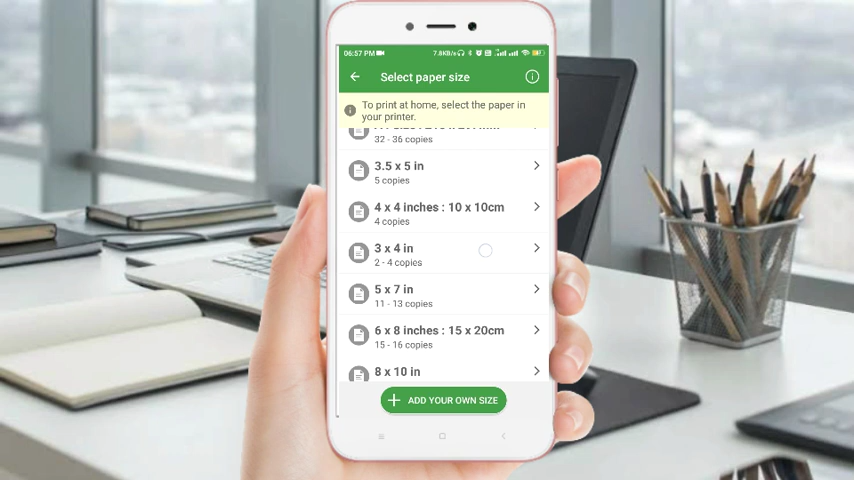 06:57 PM
7.8KB/s
Select paper size
To print at home, select the paper in
your printer.
32 - 36 copies
3.5 x 5 in
5 copies
4 x 4 inches : 10 x 10cm
4 copies
3 x 4 in
2 - 4 copies
5 x 7 in
11 - 13 copies
6 x 8 inches : 15 x 20cm
15 - 16 copies
8 x 10 in
ADD YOUR OWN SIZE